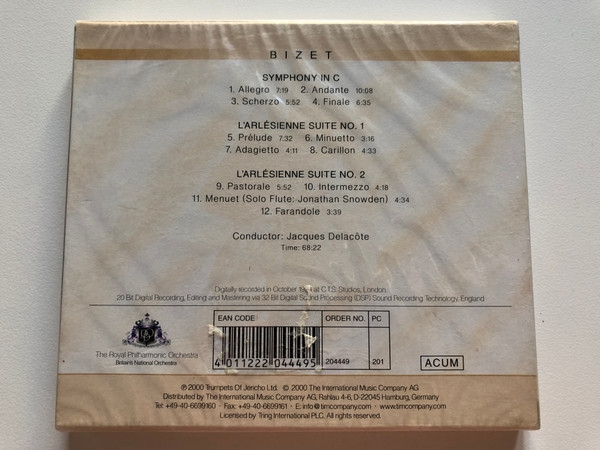 BIZET
SYMPHONY IN C
1. Allegro 7:19 2. Andante 10:08
3. Scherzo 5:52 4. Finale 6:35
L'ARLÉSIENNE SUITE NO. 1
5. Prélude 7:32 6. Minuetto 3:16
7. Adagietto 4:11 8. Carillon 4:33
L'ARLÉSIENNE SUITE NO. 2
9. Pastorale 5:52 10. Intermezzo 4:18
11. Menuet (Solo Flute: Jonathan Snowden) 4:34
12. Farandole 3:39
Conductor: Jacques Delacôte
Time: 68:22
Digitally recorded in October at C.T.S. Studios, London.
20 Bit Digital Recording, Editing and Mastering via 32 Bit Digital Sound Processing (DSP) Sound Recording Technology, England
The Royal Philharmonic Orchestra
Britain's National Orchestra
EAN CODE
4 011222 044495
ORDER NO.
204449
PC
201
ACUM
℗ 2000 Trumpets Of Jericho Ltd. © 2000 The International Music Company AG
Distributed by The International Music Company AG, Rahlau 4-6, D-22045 Hamburg, Germany
Tel: +49-40-6699160 · Fax: +49-40-6699161 · E: info@timcompany.com · www.timcompany.com
Licensed by Tring International PLC. All rights reserved.